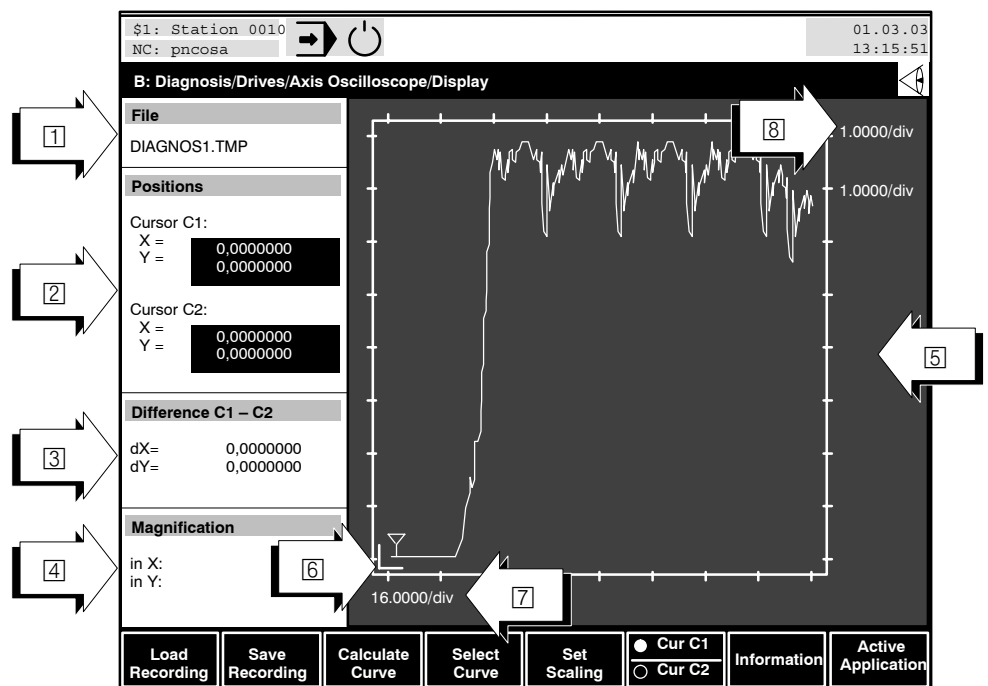 $1: Station 0010
NC: pncosa
01.03.03
13:15:51
B: Diagnosis/Drives/Axis Oscilloscope/Display
1
File
DIAGNOS1.TMP
8
1.0000/div
1.0000/div
2
Positions
Cursor C1:
X = 0,0000000
Y = 0,0000000
Cursor C2:
X = 0,0000000
Y = 0,0000000
5
3
Difference C1 – C2
dX= 0,0000000
dY= 0,0000000
4
Magnification
in X:
in Y:
6
16.0000/div
7
Load Recording
Save Recording
Calculate Curve
Select Curve
Set Scaling
Cur C1
Cur C2
Information
Active Application